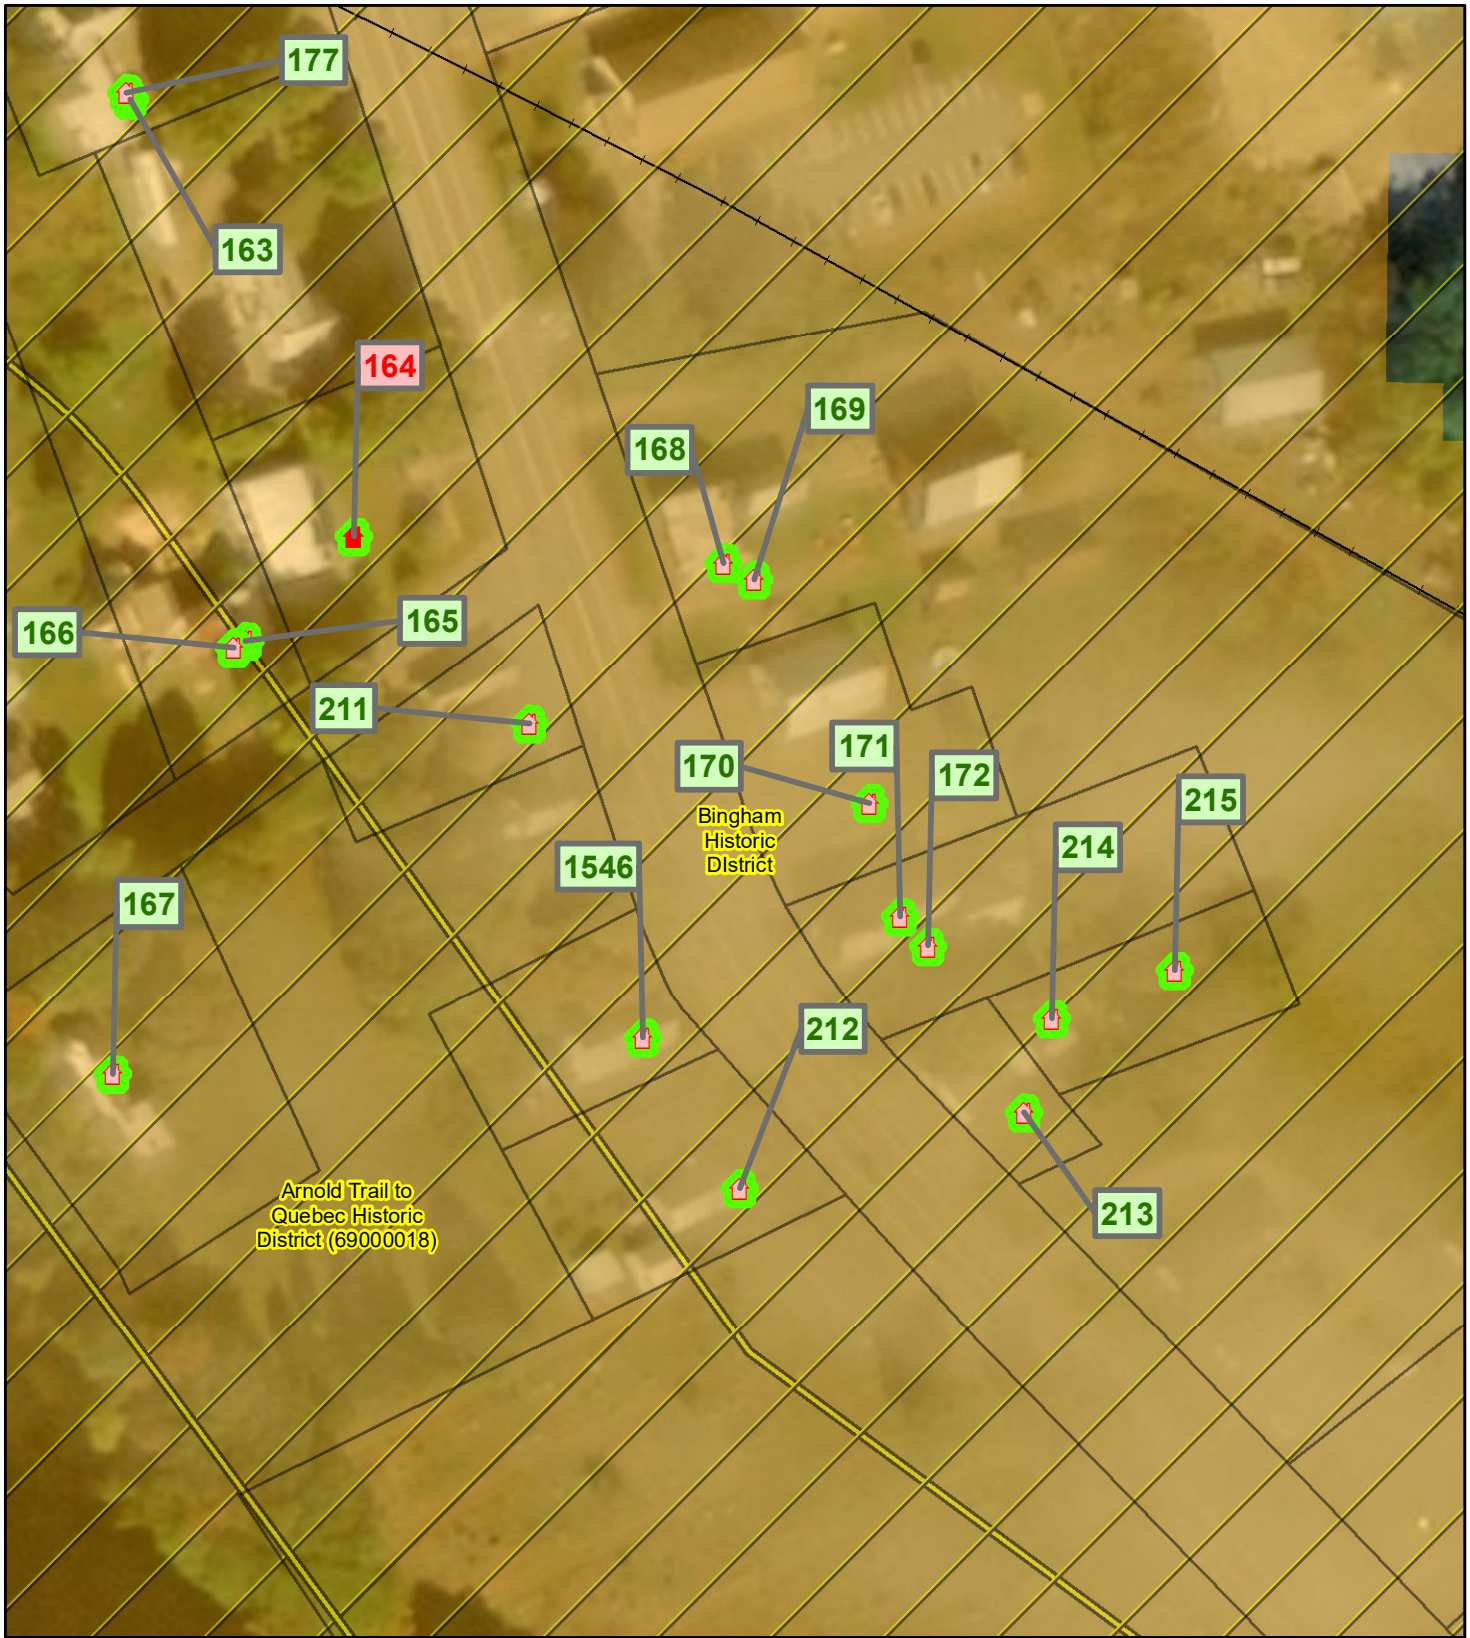 177
163
164
169
168
166
165
211
171
170
172
215
Bingham
Historic
DIstrict
214
1546
167
212
Arnold Trail to
Quebec Historic
District (69000018)
213